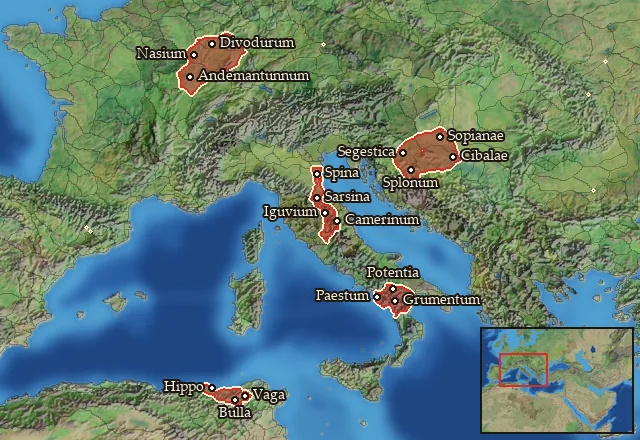 Divodurum
Nasium
Andemantunnum
Sopianae
Segestica
Cibalae
Splonum
Spina
Sarsina
Iguvium
Camerinum
Potentia
Paestum
Grumentum
Hippo
Vaga
Bulla